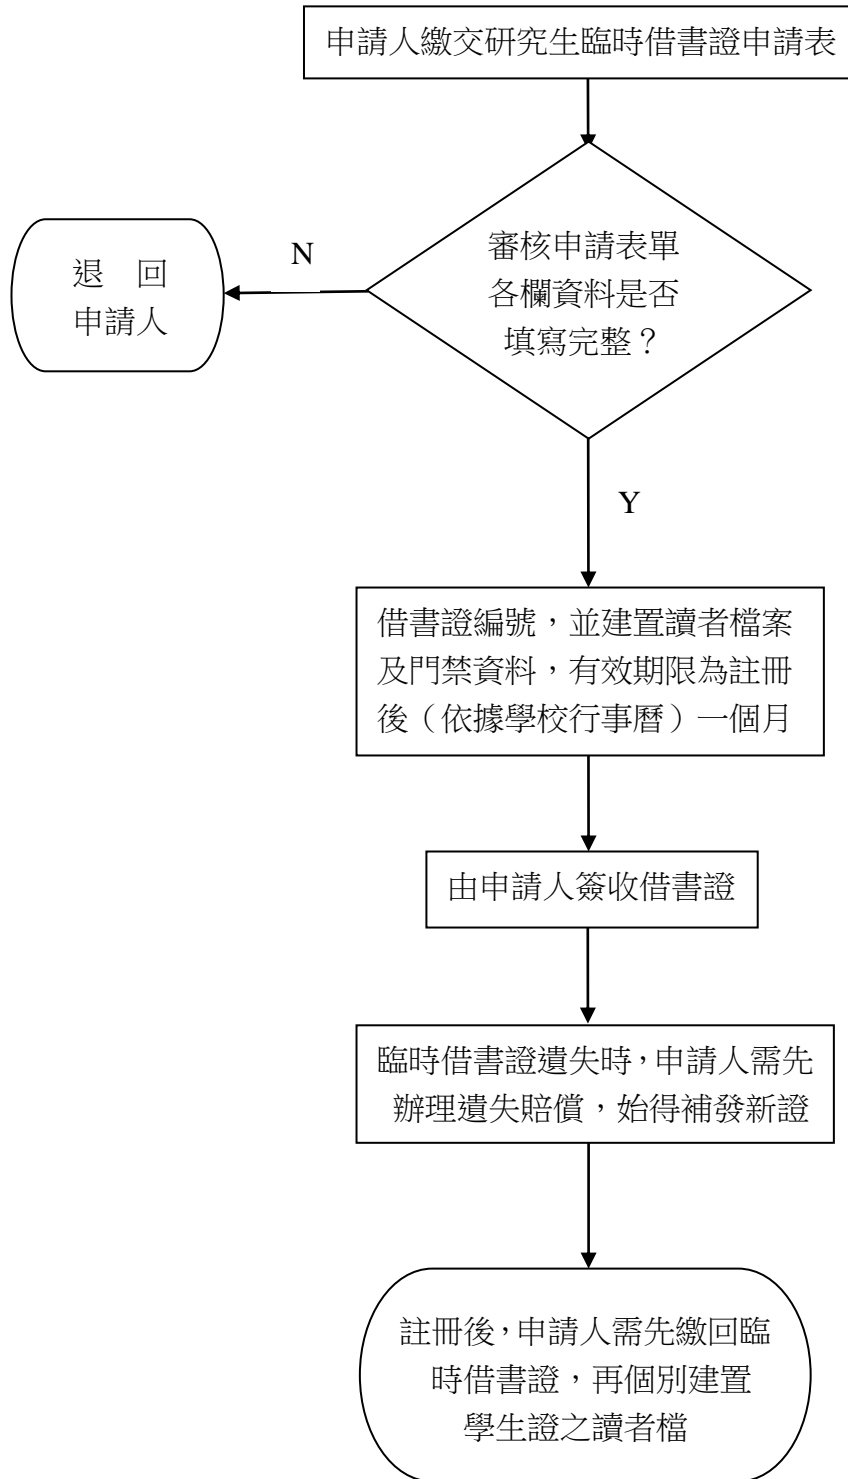 申請人繳交研究生臨時借書證申請表
審核申請表單
各欄資料是否
填寫完整？
N
退　回
申請人
Y
借書證編號，並建置讀者檔案
及門禁資料，有效期限為註冊
後（依據學校行事曆）一個月
由申請人簽收借書證
臨時借書證遺失時，申請人需先
辦理遺失賠償，始得補發新證
註冊後，申請人需先繳回臨
時借書證，再個別建置
學生證之讀者檔